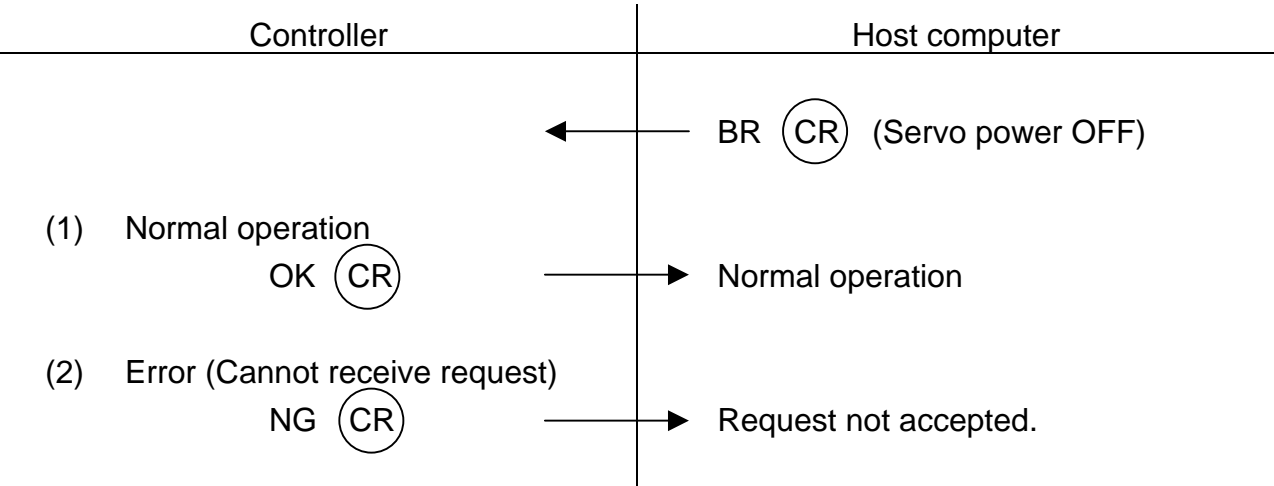 Controller Host computer
BR CR (Servo power OFF)
(1) Normal operation
OK CR Normal operation
(2) Error (Cannot receive request)
NG CR Request not accepted.